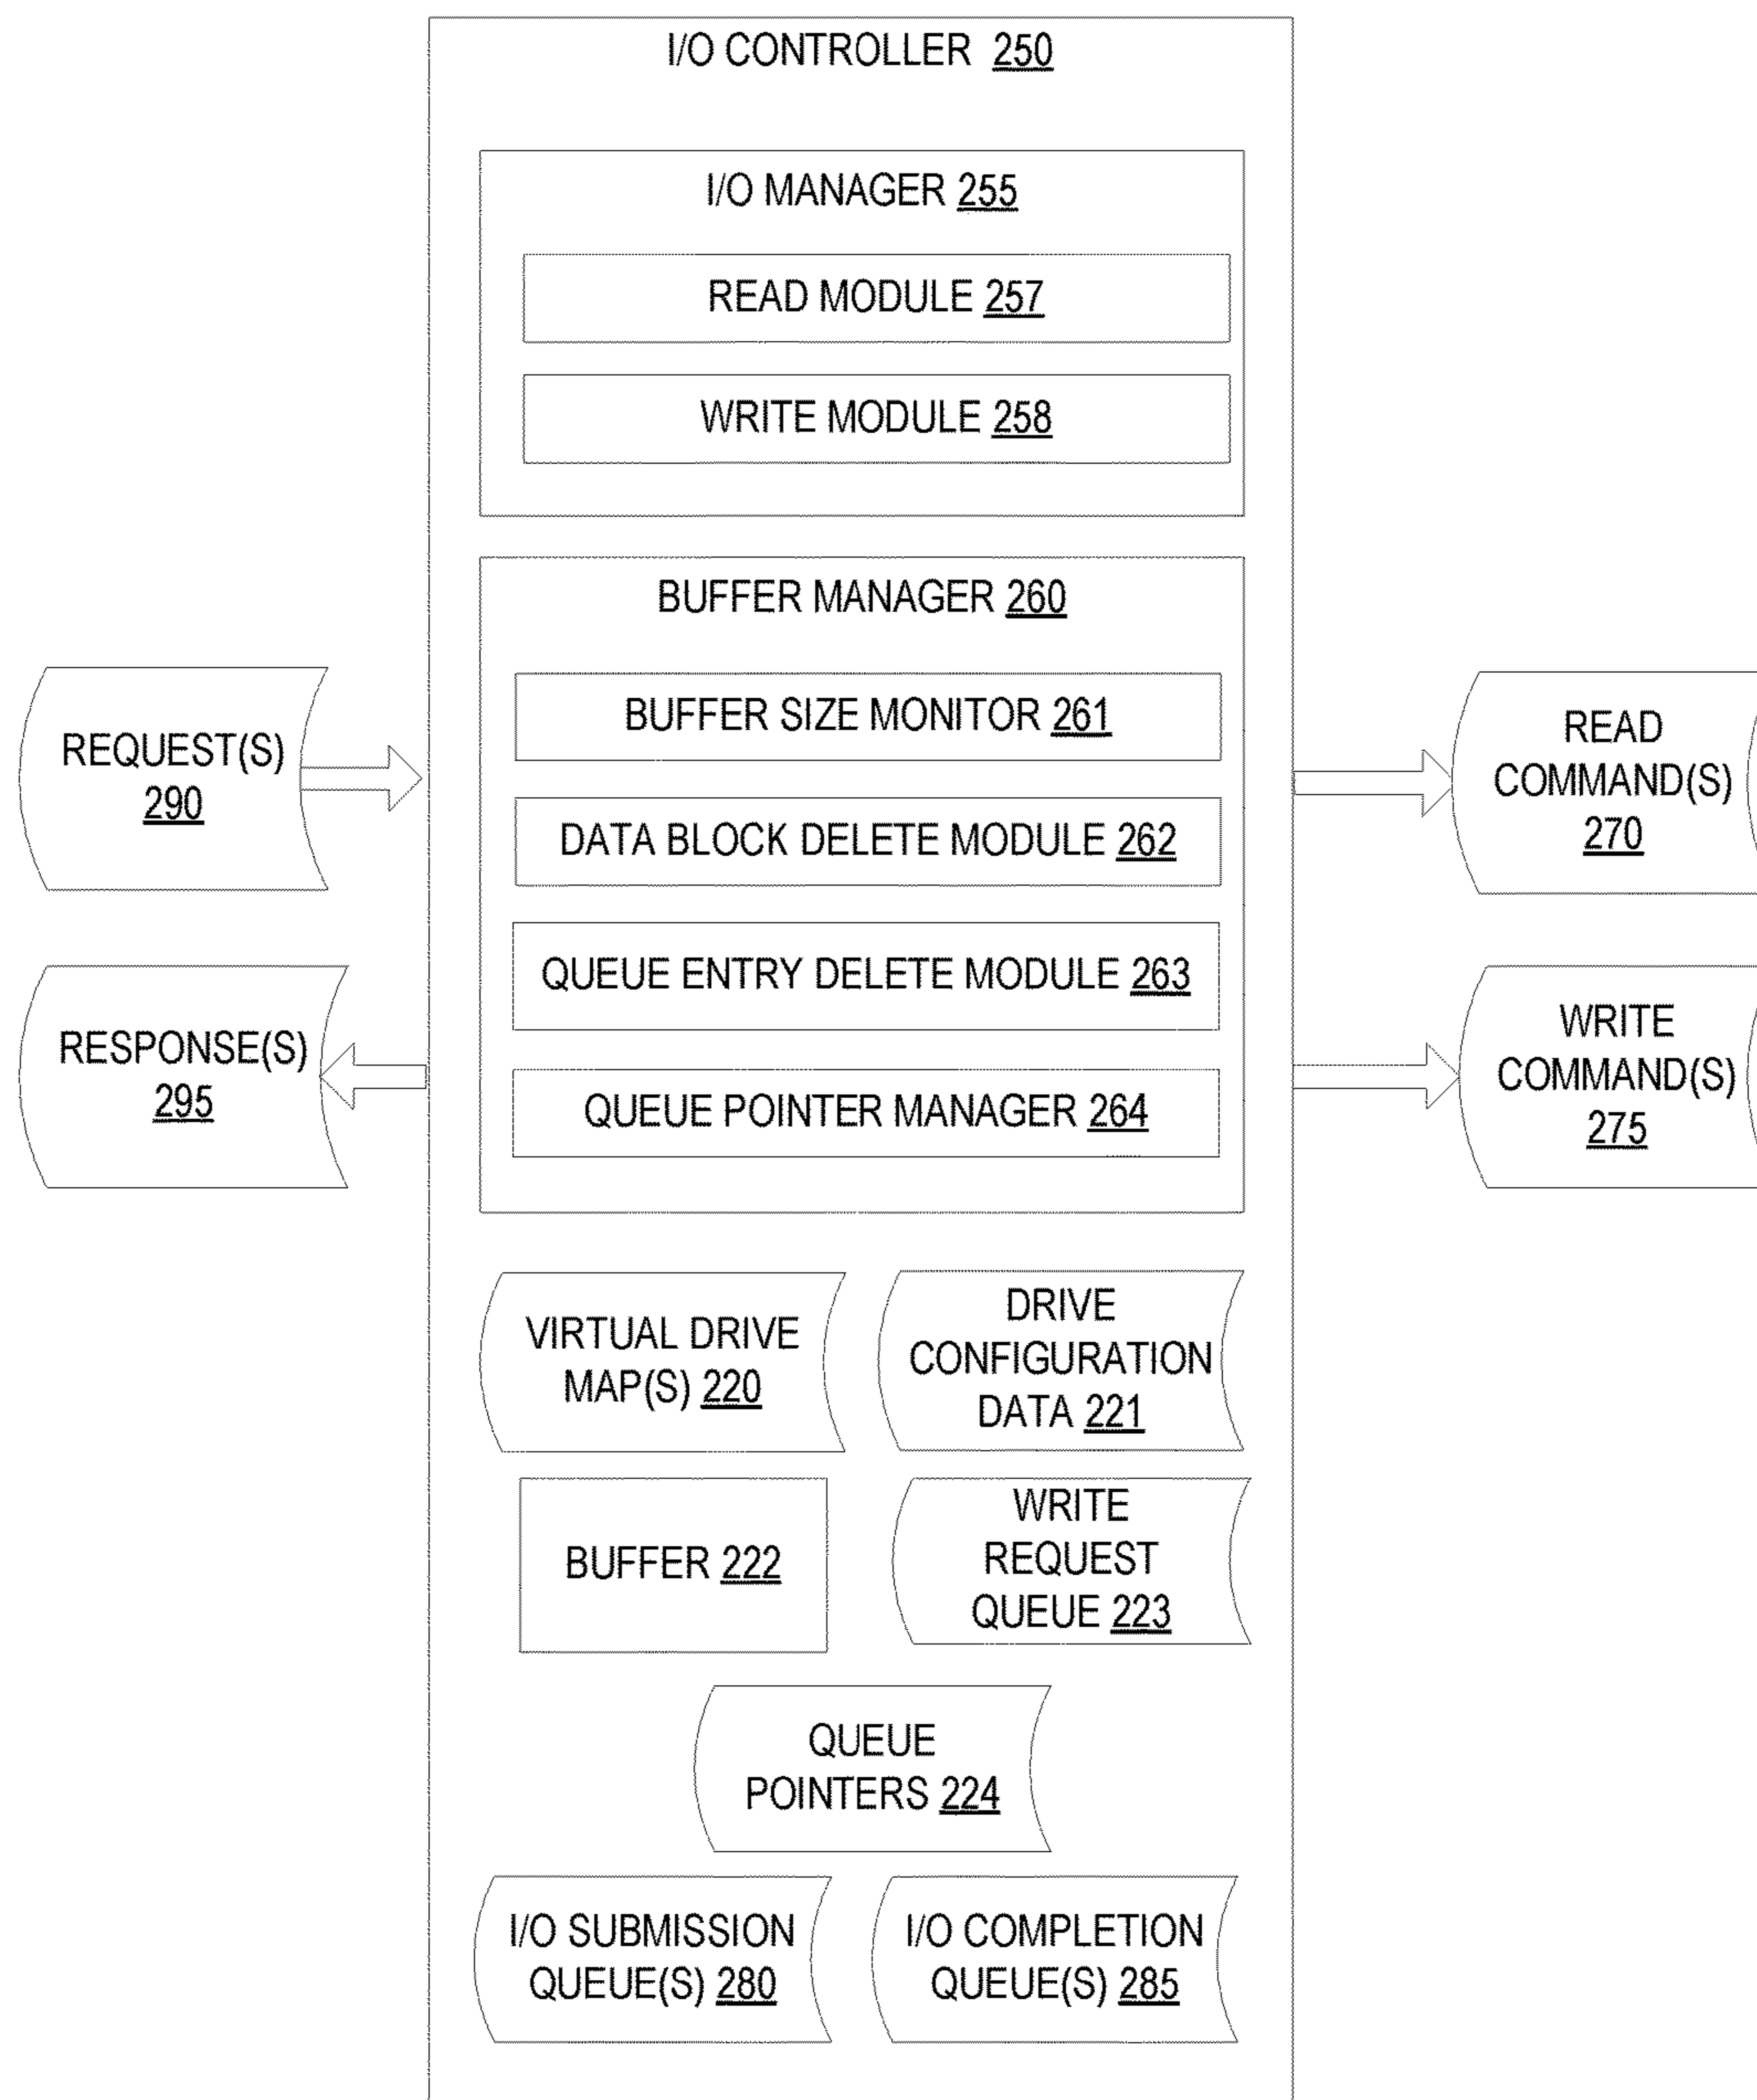 I/O CONTROLLER 250
I/O MANAGER 255
READ MODULE 257
WRITE MODULE 258
BUFFER MANAGER 260
BUFFER SIZE MONITOR 261
DATA BLOCK DELETE MODULE 262
QUEUE ENTRY DELETE MODULE 263
QUEUE POINTER MANAGER 264
REQUEST(S)
290
RESPONSE(S)
295
READ
COMMAND(S)
270
WRITE
COMMAND(S)
275
VIRTUAL DRIVE
MAP(S) 220
DRIVE
CONFIGURATION
DATA 221
BUFFER 222
WRITE
REQUEST
QUEUE 223
QUEUE
POINTERS 224
I/O SUBMISSION
QUEUE(S) 280
I/O COMPLETION
QUEUE(S) 285